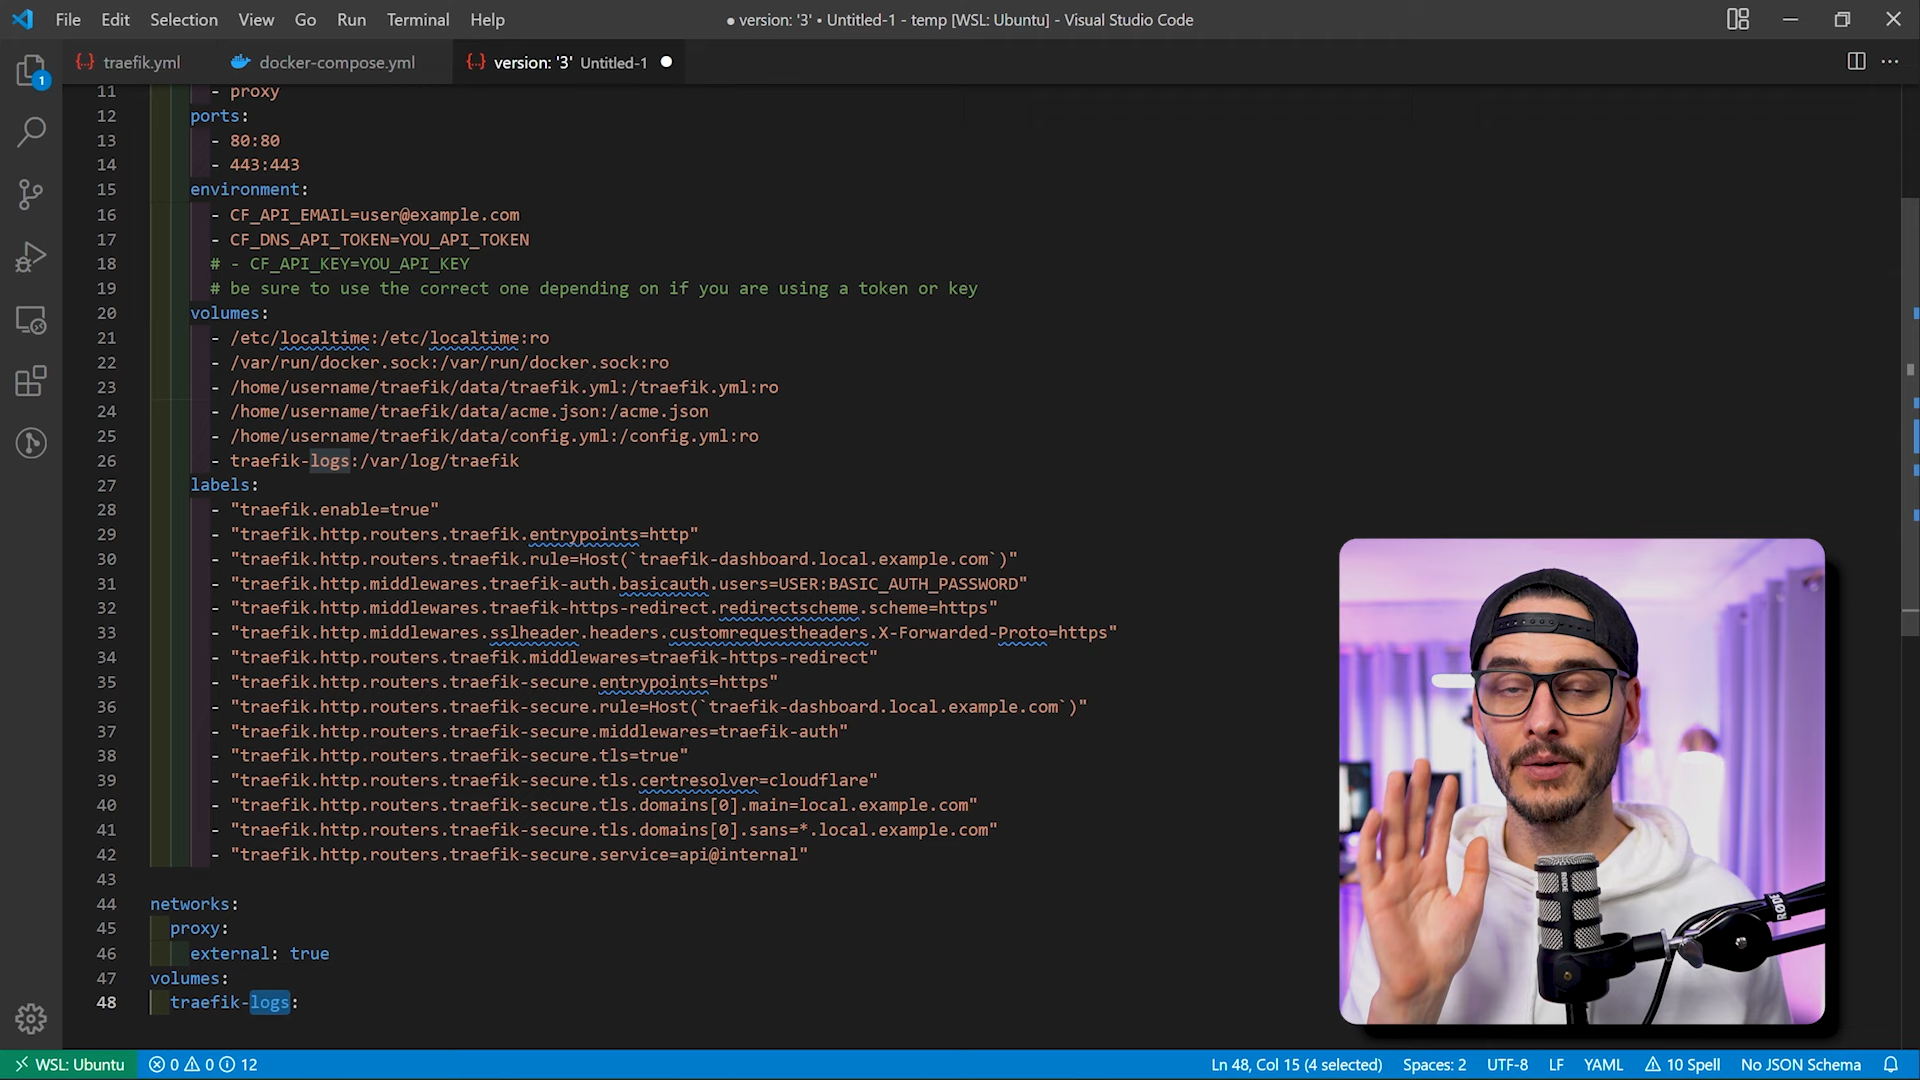 File Edit Selection View Go Run Terminal Help
● version: '3' • Untitled-1 - temp [WSL: Ubuntu] - Visual Studio Code
1
traefik.yml
docker-compose.yml
version: '3' Untitled-1
11 - proxy
12 ports:
13 - 80:80
14 - 443:443
15 environment:
16 - CF_API_EMAIL=user@example.com
17 - CF_DNS_API_TOKEN=YOU_API_TOKEN
18 # - CF_API_KEY=YOU_API_KEY
19 # be sure to use the correct one depending on if you are using a token or key
20 volumes:
21 - /etc/localtime:/etc/localtime:ro
22 - /var/run/docker.sock:/var/run/docker.sock:ro
23 - /home/username/traefik/data/traefik.yml:/traefik.yml:ro
24 - /home/username/traefik/data/acme.json:/acme.json
25 - /home/username/traefik/data/config.yml:/config.yml:ro
26 - traefik-logs:/var/log/traefik
27 labels:
28 - "traefik.enable=true"
29 - "traefik.http.routers.traefik.entrypoints=http"
30 - "traefik.http.routers.traefik.rule=Host(`traefik-dashboard.local.example.com`)"
31 - "traefik.http.middlewares.traefik-auth.basicauth.users=USER:BASIC_AUTH_PASSWORD"
32 - "traefik.http.middlewares.traefik-https-redirect.redirectscheme.scheme=https"
33 - "traefik.http.middlewares.sslheader.headers.customrequestheaders.X-Forwarded-Proto=https"
34 - "traefik.http.routers.traefik.middlewares=traefik-https-redirect"
35 - "traefik.http.routers.traefik-secure.entrypoints=https"
36 - "traefik.http.routers.traefik-secure.rule=Host(`traefik-dashboard.local.example.com`)"
37 - "traefik.http.routers.traefik-secure.middlewares=traefik-auth"
38 - "traefik.http.routers.traefik-secure.tls=true"
39 - "traefik.http.routers.traefik-secure.tls.certresolver=cloudflare"
40 - "traefik.http.routers.traefik-secure.tls.domains[0].main=local.example.com"
41 - "traefik.http.routers.traefik-secure.tls.domains[0].sans=*.local.example.com"
42 - "traefik.http.routers.traefik-secure.service=api@internal"
43
44 networks:
45 proxy:
46 external: true
47 volumes:
48 traefik-logs:
RØDE
RØDE
WSL: Ubuntu 0 0 12
Ln 48, Col 15 (4 selected) Spaces: 2 UTF-8 LF YAML 10 Spell No JSON Schema